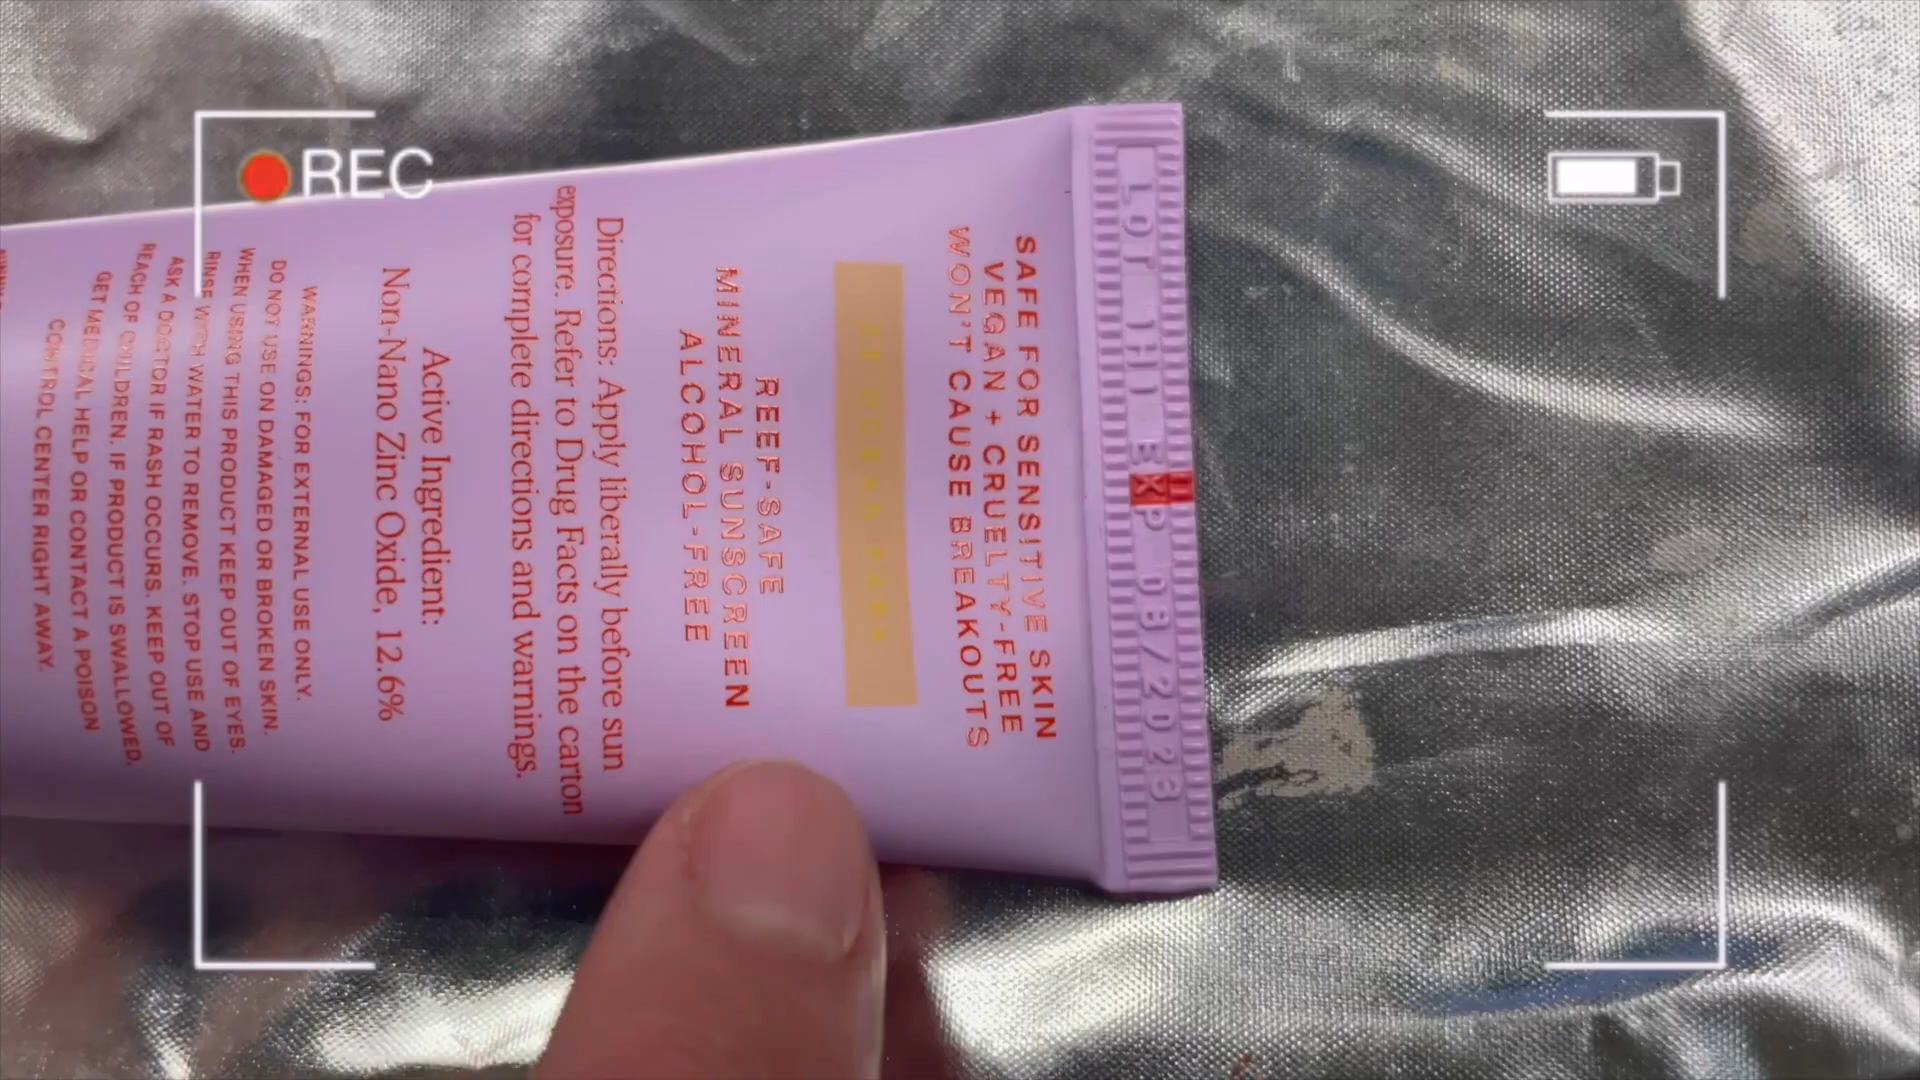 REC
LOT 1H1 EXP 08/2026
SAFE FOR SENSITIVE SKIN
VEGAN + CRUELTY-FREE
WON'T CAUSE BREAKOUTS
REEF-SAFE
MINERAL SUNSCREEN
ALCOHOL-FREE
Directions: Apply liberally before sun
exposure. Refer to Drug Facts on the carton
for complete directions and warnings.
Active Ingredient:
Non-Nano Zinc Oxide, 12.6%
WARNINGS: FOR EXTERNAL USE ONLY.
DO NOT USE ON DAMAGED OR BROKEN SKIN.
WHEN USING THIS PRODUCT KEEP OUT OF EYES.
RINSE WITH WATER TO REMOVE. STOP USE AND
ASK A DOCTOR IF RASH OCCURS. KEEP OUT OF
REACH OF CHILDREN. IF PRODUCT IS SWALLOWED,
GET MEDICAL HELP OR CONTACT A POISON
CONTROL CENTER RIGHT AWAY.